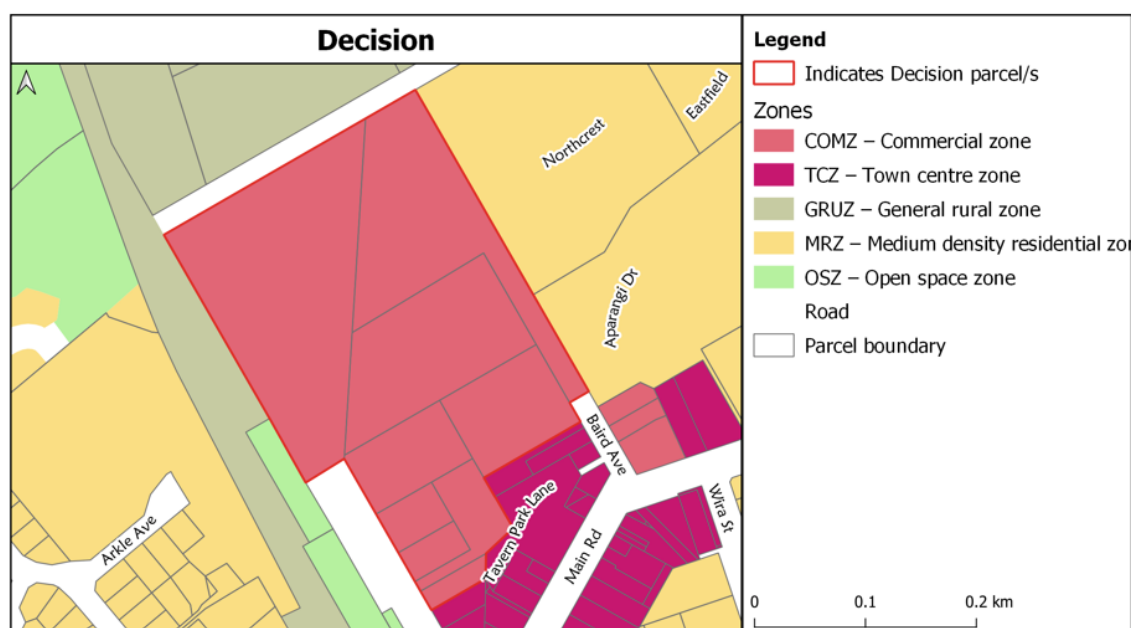 Decision
Legend
Indicates Decision parcel/s
Zones
COMZ – Commercial zone
TCZ – Town centre zone
GRUZ – General rural zone
MRZ – Medium density residential zor
OSZ – Open space zone
Road
Parcel boundary
Eastfield
Northcrest
Aparangi Dr
Baird Ave
Tavern Park Lane
Wira St
Main Rd
Arkle Ave
0 0.1 0.2 km